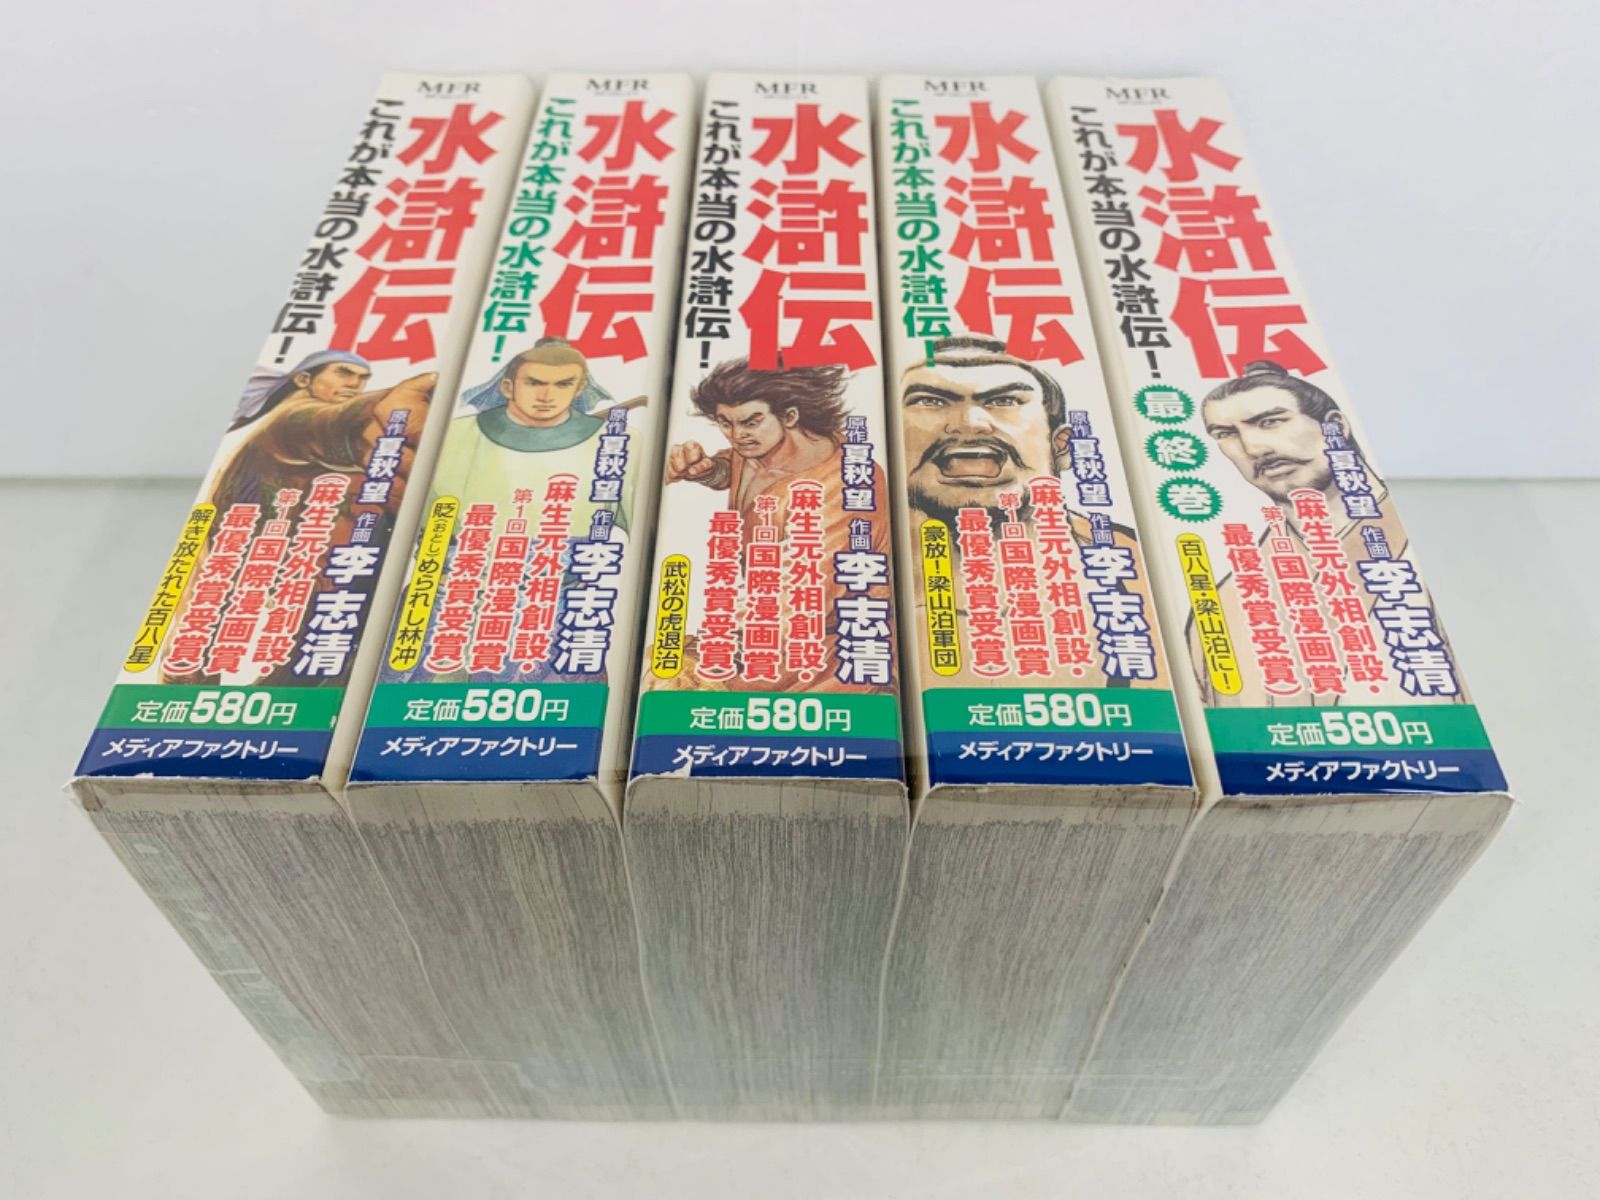 MFR
水滸伝
これが本当の水滸伝！
原作 夏秋望 作画 李志清
（麻生元外相創設・
第1回国際漫画賞
最優秀賞受賞）
解き放たれた百八星
定価580円
メディアファクトリー
MFR
水滸伝
これが本当の水滸伝！
原作 夏秋望 作画 李志清
（麻生元外相創設・
第1回国際漫画賞
最優秀賞受賞）
貶（おとし）められし林冲
定価580円
メディアファクトリー
MFR
水滸伝
これが本当の水滸伝！
原作 夏秋望 作画 李志清
（麻生元外相創設・
第1回国際漫画賞
最優秀賞受賞）
武松の虎退治
定価580円
メディアファクトリー
MFR
水滸伝
これが本当の水滸伝！
原作 夏秋望 作画 李志清
（麻生元外相創設・
第1回国際漫画賞
最優秀賞受賞）
豪放！梁山泊軍団
定価580円
メディアファクトリー
MFR
水滸伝
これが本当の水滸伝！
最終巻
原作 夏秋望 作画 李志清
（麻生元外相創設・
第1回国際漫画賞
最優秀賞受賞）
百八星・梁山泊に！
定価580円
メディアファクトリー